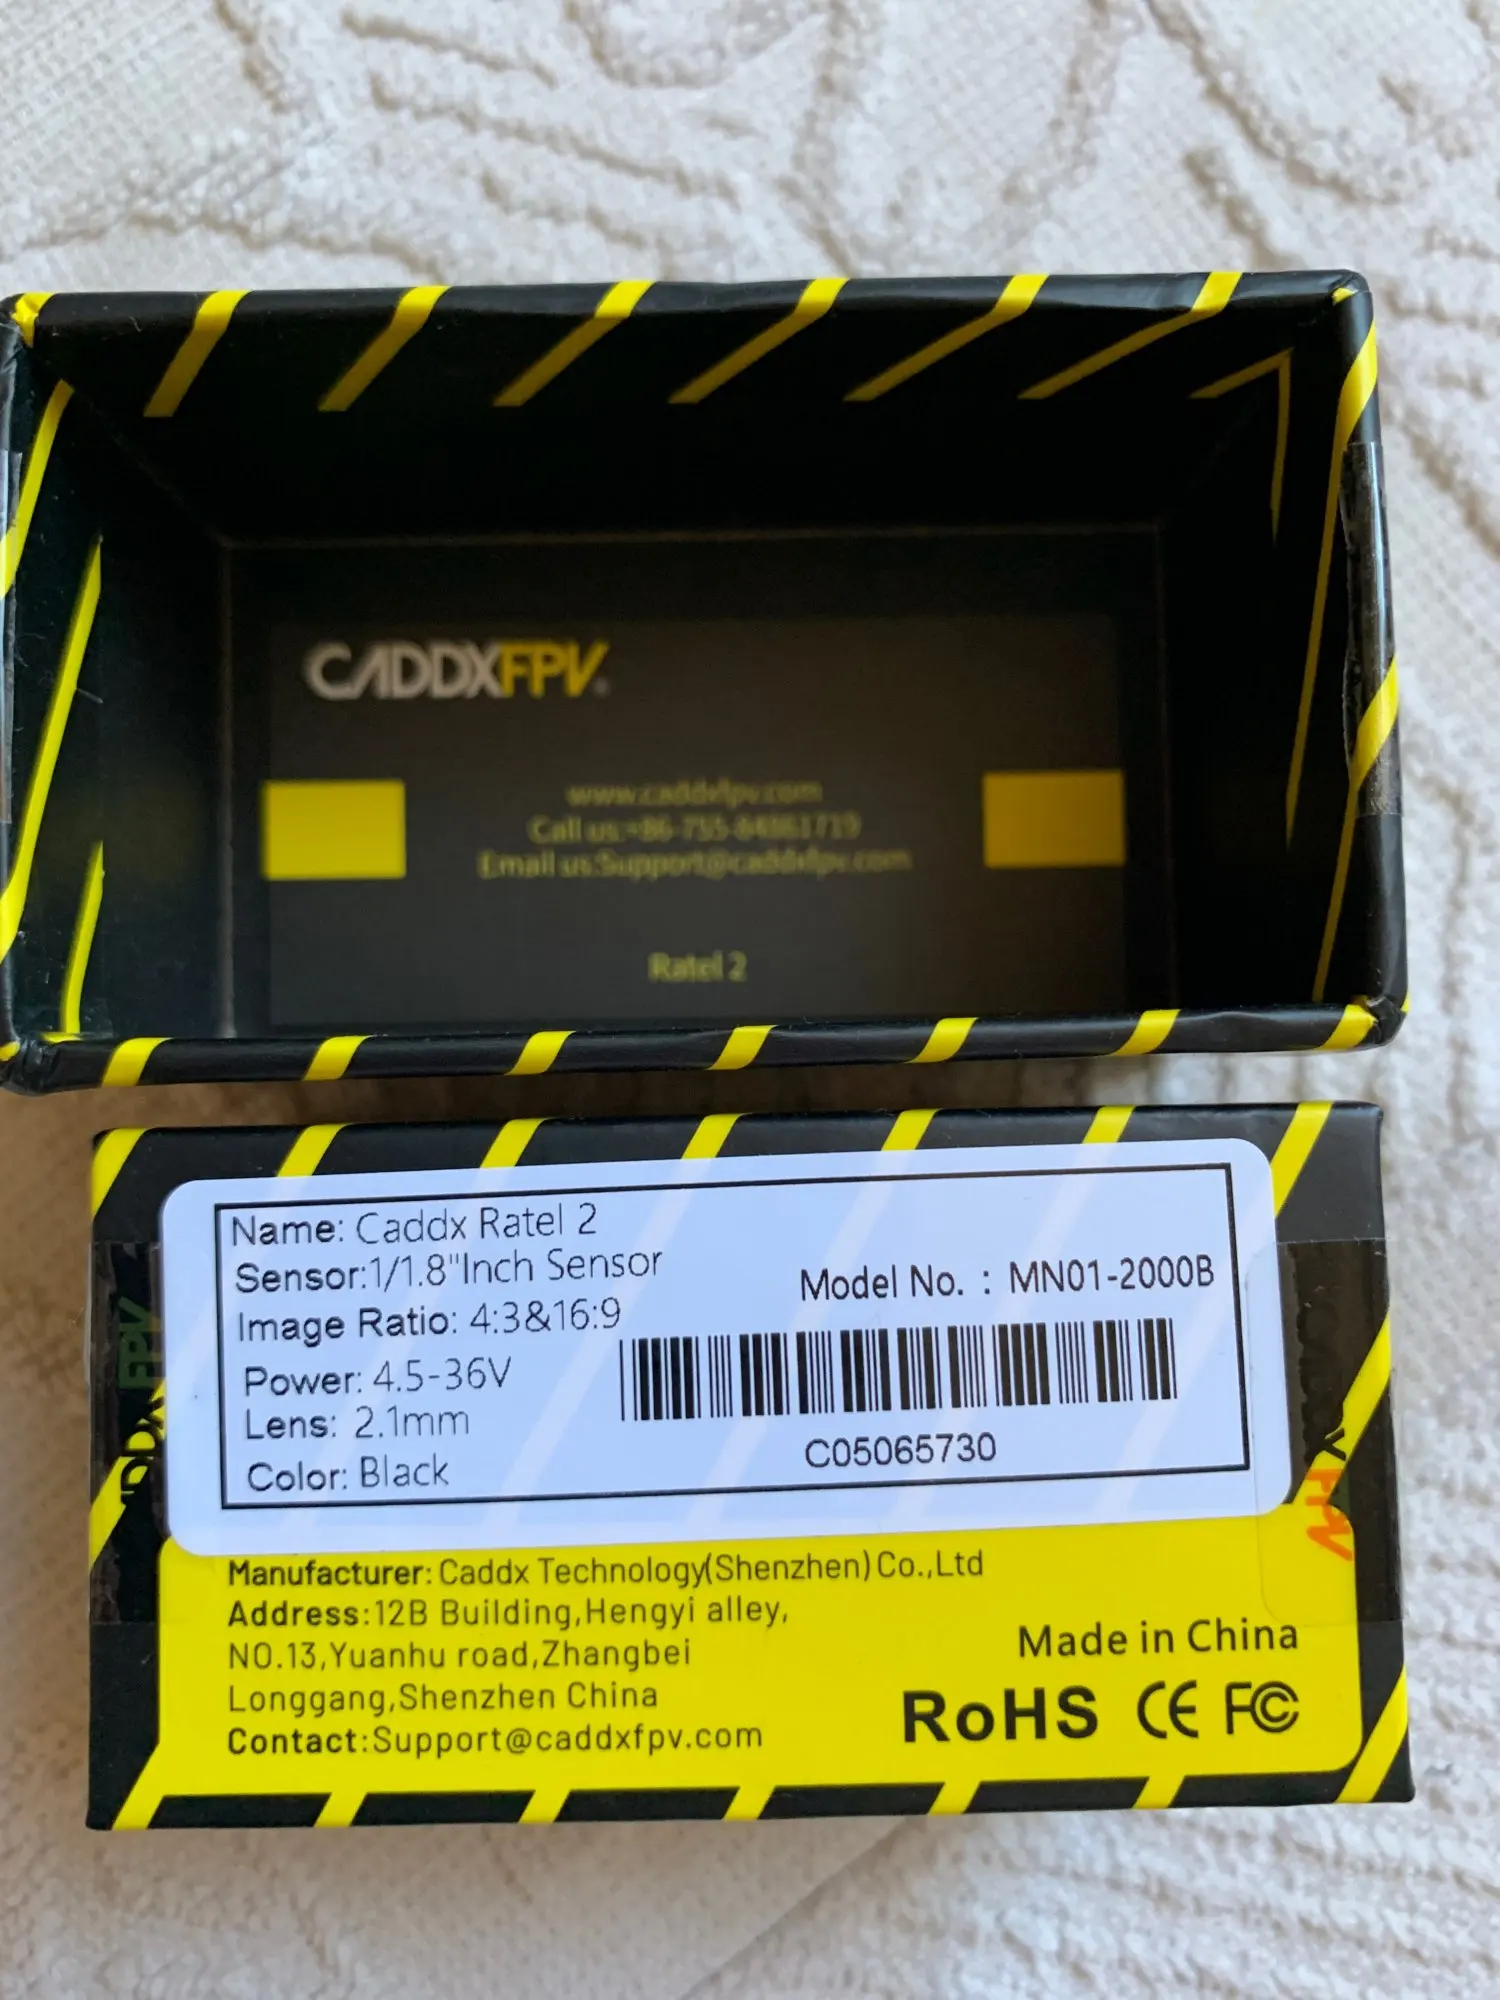 CADDXFPV
www.caddxfpv.com
Call us:+86-755-84861719
Email us:Support@caddxfpv.com
Ratel 2
Name: Caddx Ratel 2
Sensor:1/1.8"Inch Sensor
Image Ratio: 4:3&16:9
Power: 4.5-36V
Lens: 2.1mm
Color: Black
Model No. : MN01-2000B
C05065730
Manufacturer: Caddx Technology(Shenzhen)Co.,Ltd
Address:12B Building,Hengyi alley,
NO.13,Yuanhu road,Zhangbei
Longgang,Shenzhen China
Contact:Support@caddxfpv.com
Made in China
RoHS CE FC
FPV